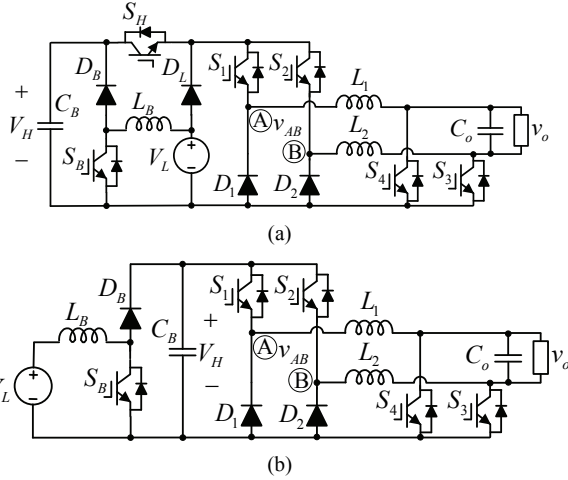 S_H
D_B
D_L
S_1
S_2
L_1
+
V_H
−
C_B
L_B
S_B
V_L
+
−
A
v_AB
L_2
B
C_o
v_o
D_1
D_2
S_4
S_3
(a)
D_B
S_1
S_2
L_1
L_B
C_B
+
V_H
−
A
v_AB
L_2
B
C_o
v_o
V_L
+
−
S_B
D_1
D_2
S_4
S_3
(b)